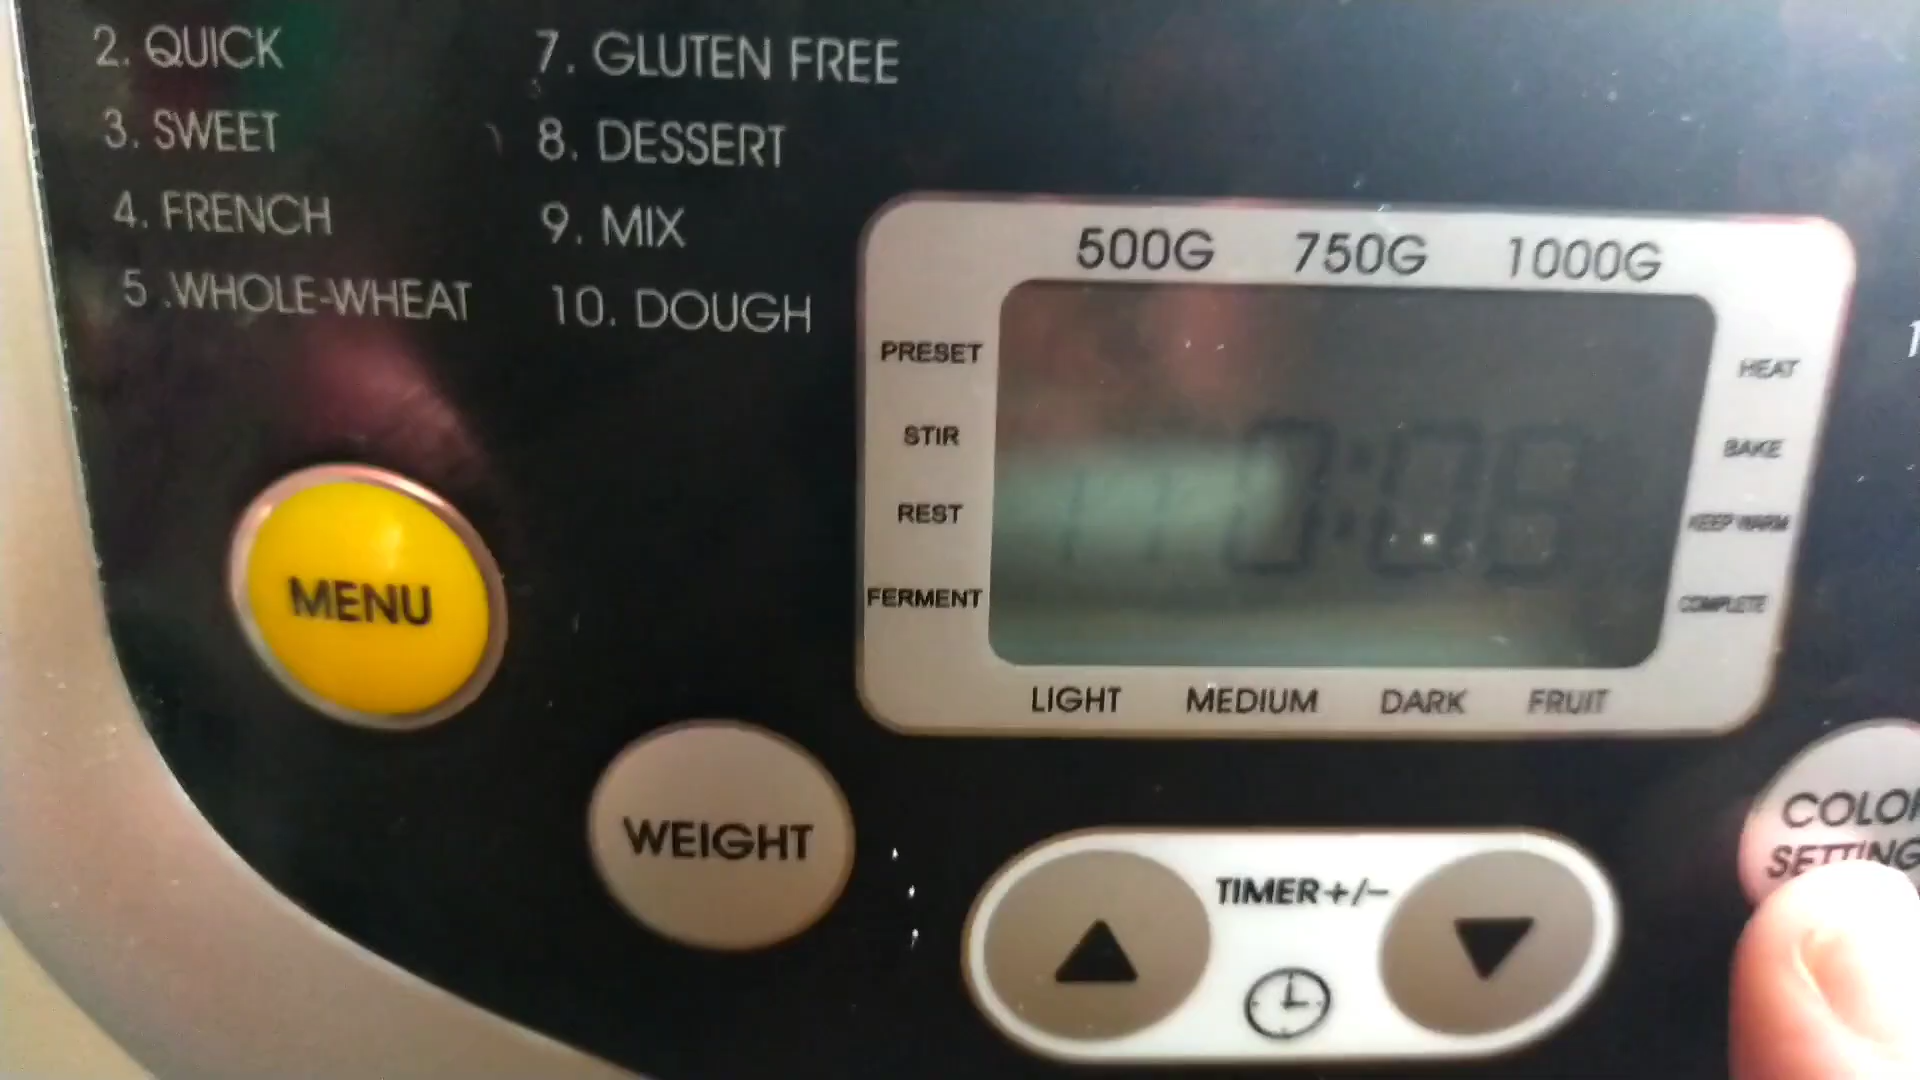 2. QUICK
3. SWEET
4. FRENCH
5 .WHOLE-WHEAT
7. GLUTEN FREE
8. DESSERT
9. MIX
10. DOUGH
500G 750G 1000G
PRESET
STIR
REST
FERMENT
HEAT
BAKE
KEEP WARM
COMPLETE
LIGHT MEDIUM DARK FRUIT
MENU
WEIGHT
TIMER+/−
SETTING